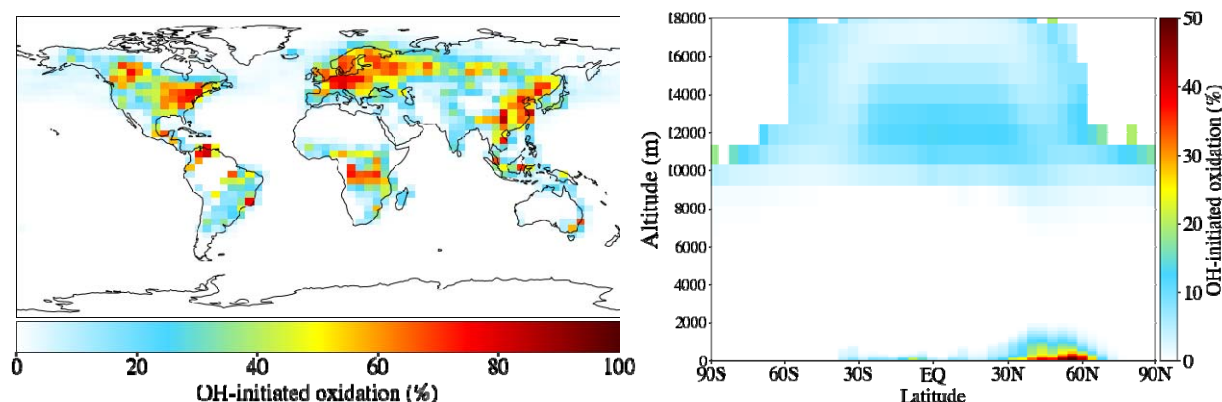 0 20 40 60 80 100
OH-initiated oxidation (%)
18000
16000
14000
12000
10000
8000
6000
4000
2000
0
Altitude (m)
90S 60S 30S EQ 30N 60N 90N
Latitude
50
40
30
20
10
0
OH-initiated oxidation (%)